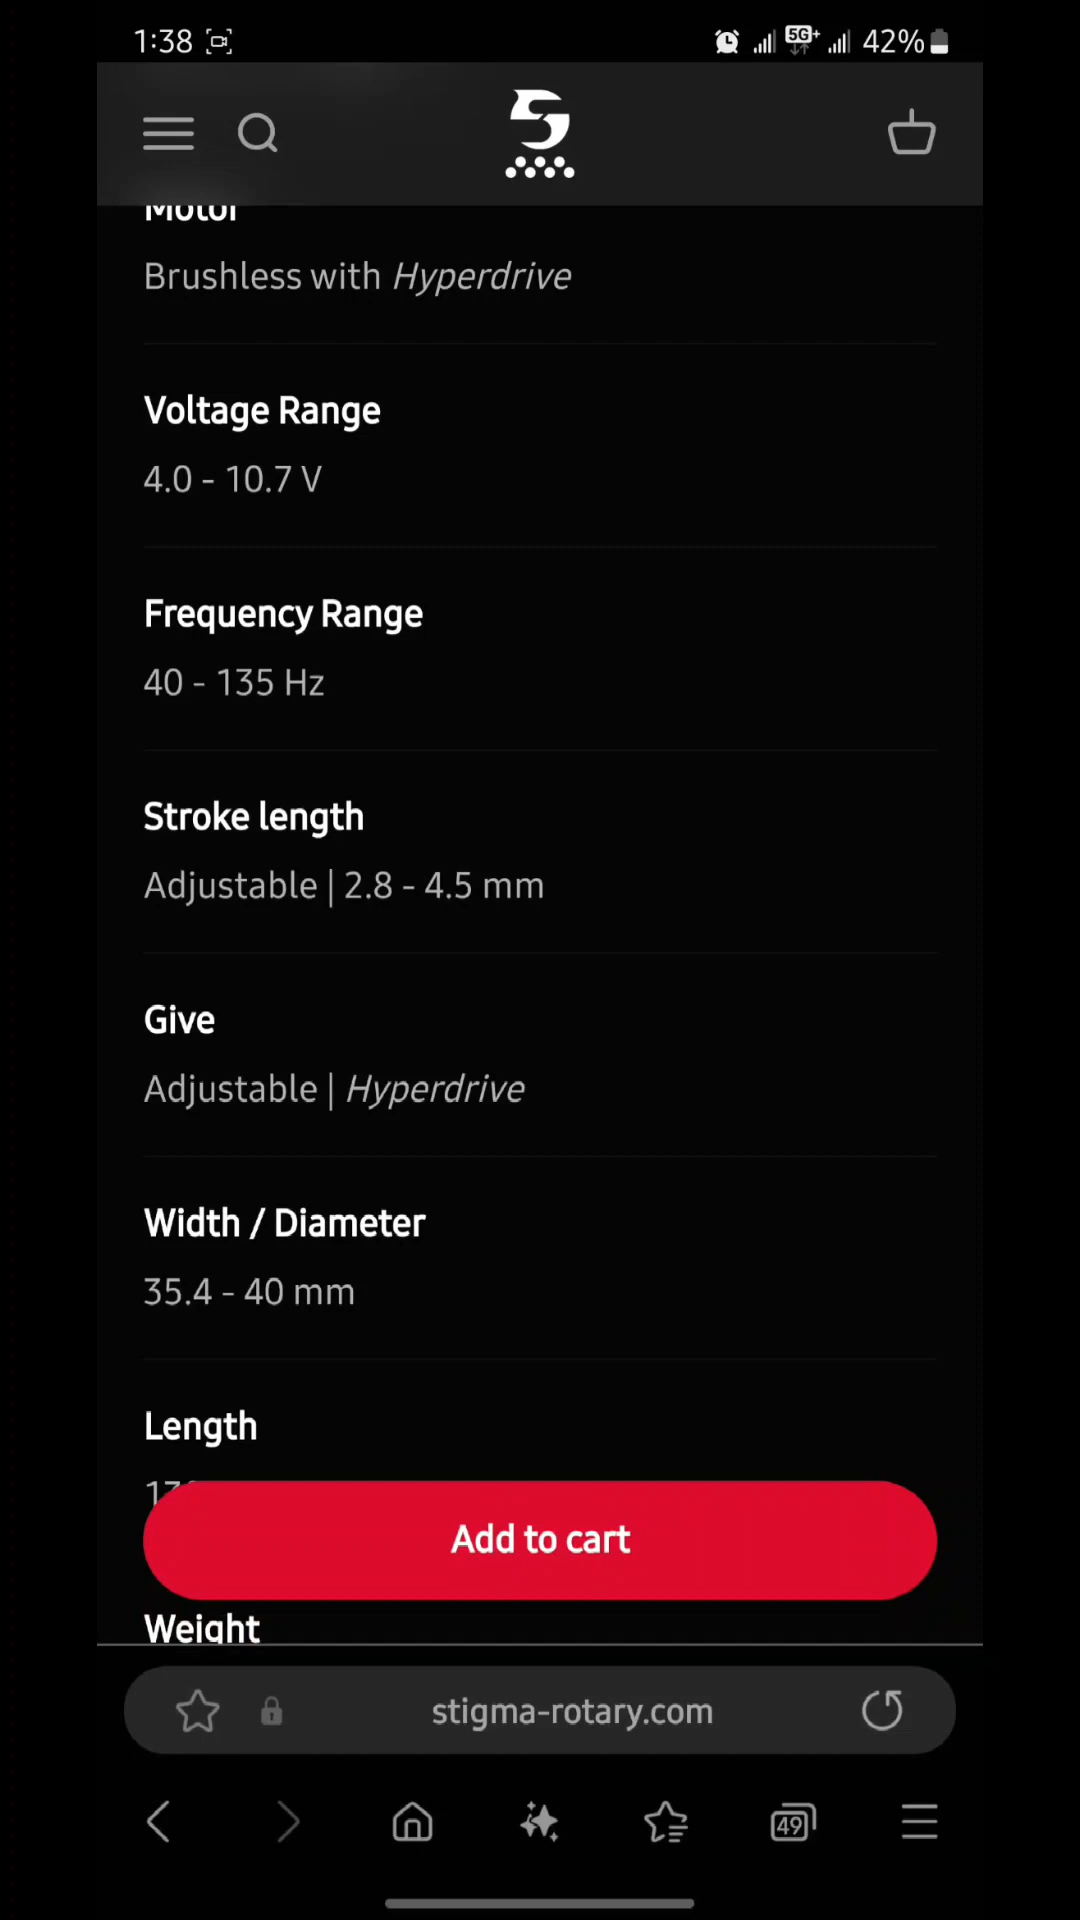 1:38
5G+
42%
Motor
Brushless with Hyperdrive
Voltage Range
4.0 - 10.7 V
Frequency Range
40 - 135 Hz
Stroke length
Adjustable | 2.8 - 4.5 mm
Give
Adjustable | Hyperdrive
Width / Diameter
35.4 - 40 mm
Length
Add to cart
Weight
stigma-rotary.com
49